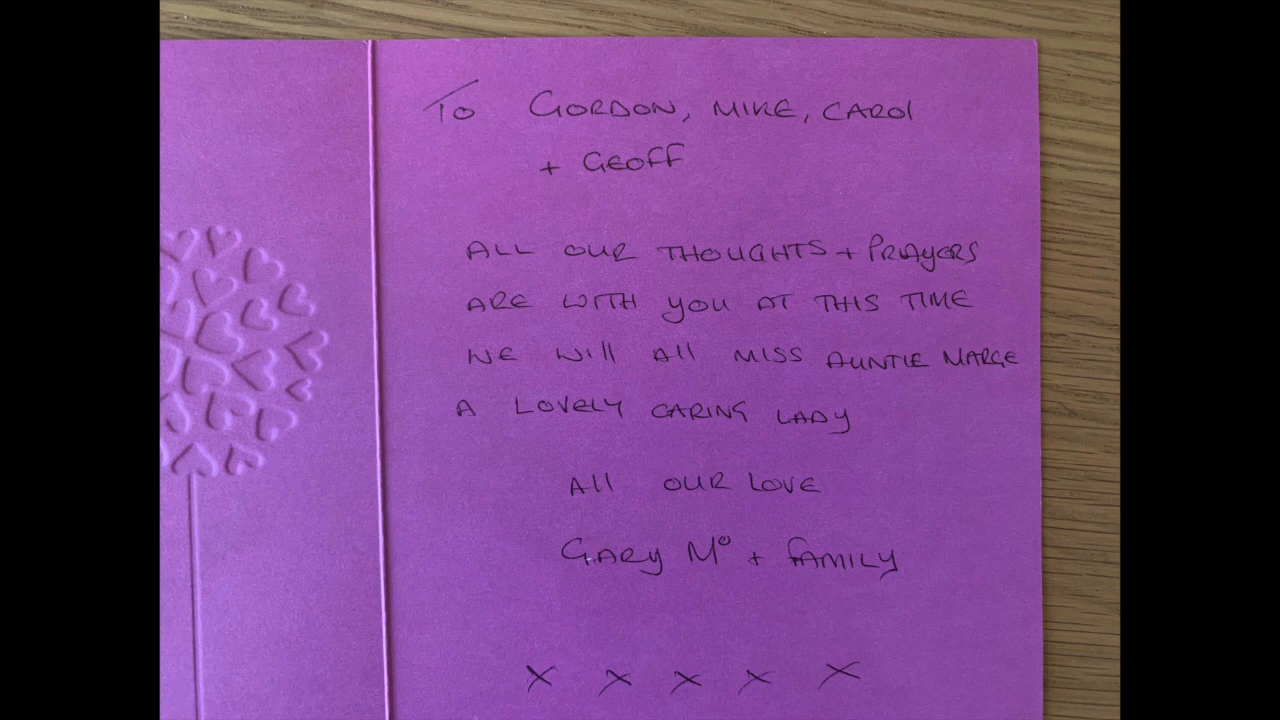 To GORDON, MIKE, CAROl
+ GEOFF
ALL OUR THOUGHTS + PRAYERS
ARE WITH you AT THIS TIME
WE WIll All MISS AUNTIE MARGE
A LOVELY CARING LADY
All OUR LOVE
GARY Mc + FAMILY
X X X X X